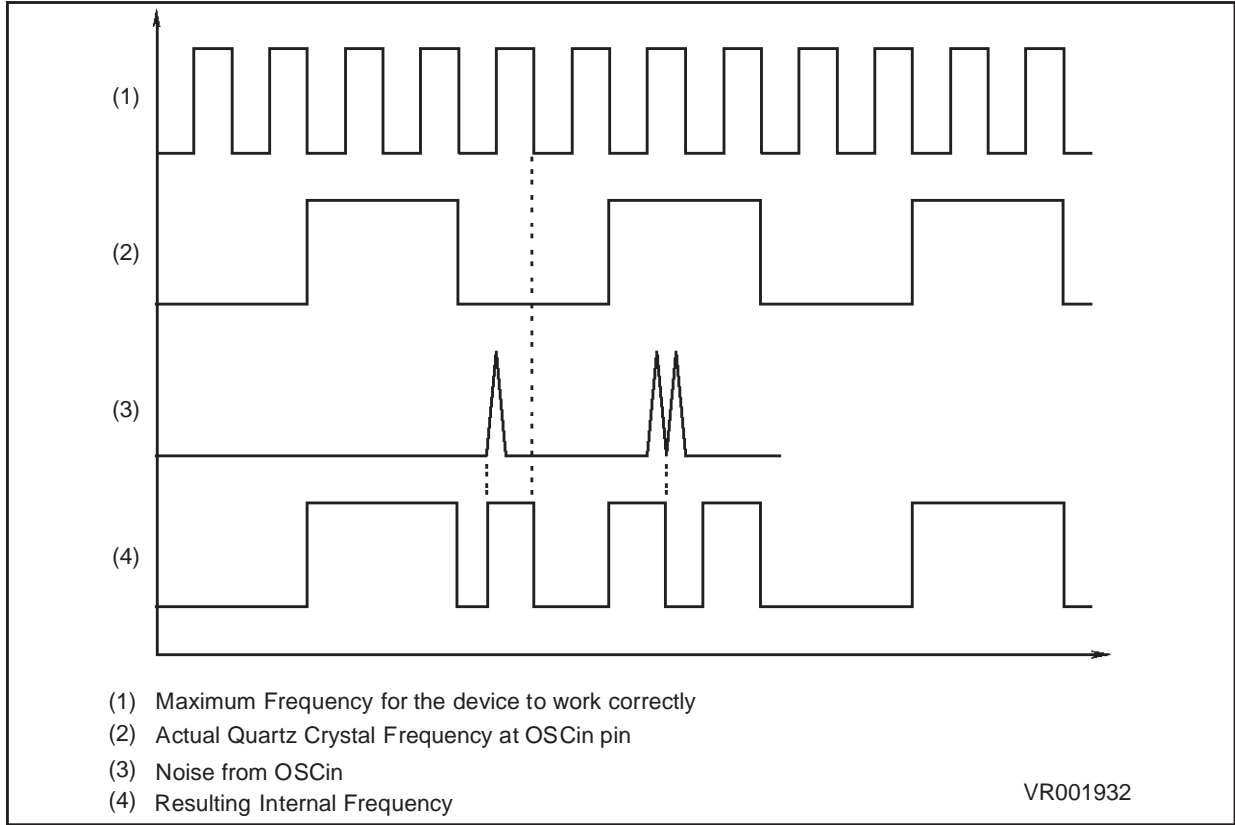 (1)
(2)
(3)
(4)
(1) Maximum Frequency for the device to work correctly
(2) Actual Quartz Crystal Frequency at OSCin pin
(3) Noise from OSCin
(4) Resulting Internal Frequency
VR001932